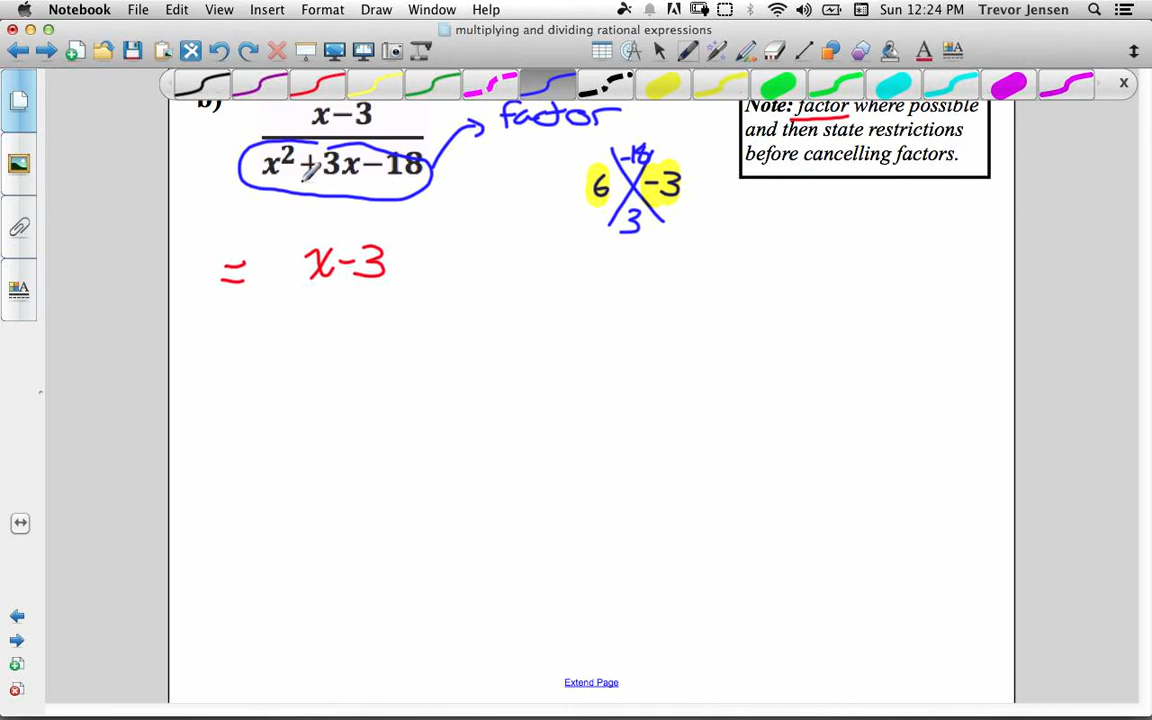 Notebook File Edit View Insert Format Draw Window Help Sun 12:24 PM Trevor Jensen
multiplying and dividing rational expressions
x
b)
x−3
x²+3x−18
factor
Note: factor where possible
and then state restrictions
before cancelling factors.
-18
6 -3
3
= x-3
Extend Page